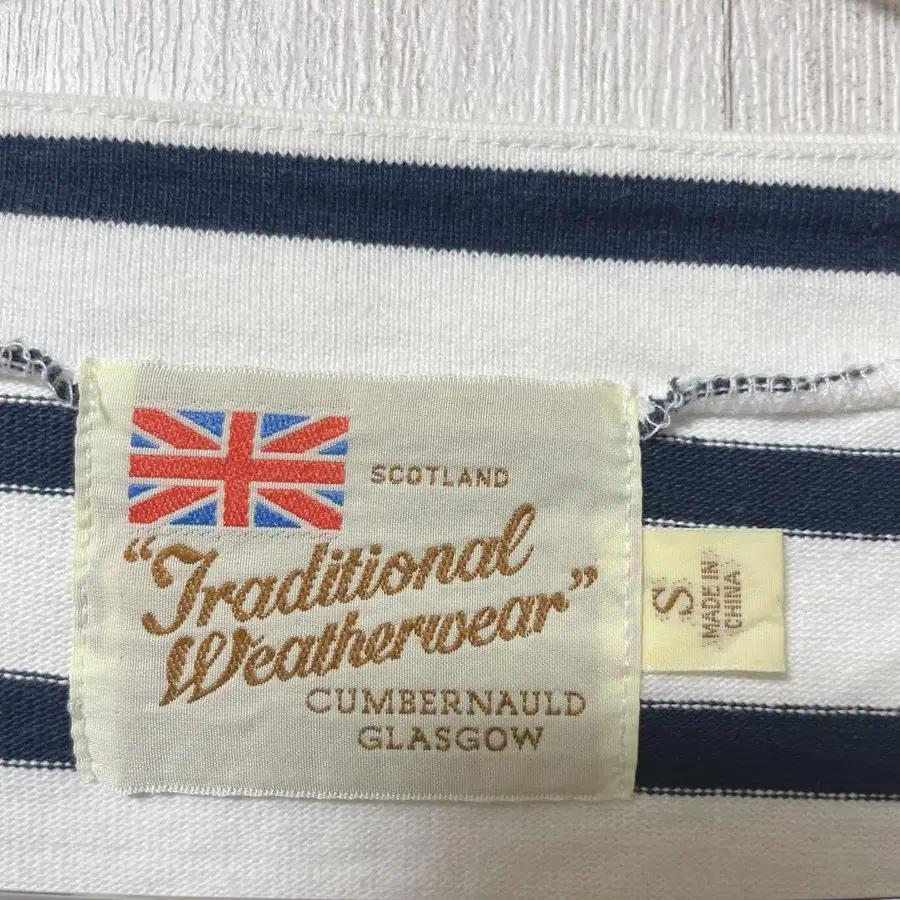 SCOTLAND
"Traditional
Weatherwear"
CUMBERNAULD
GLASGOW
S
MADE IN
CHINA